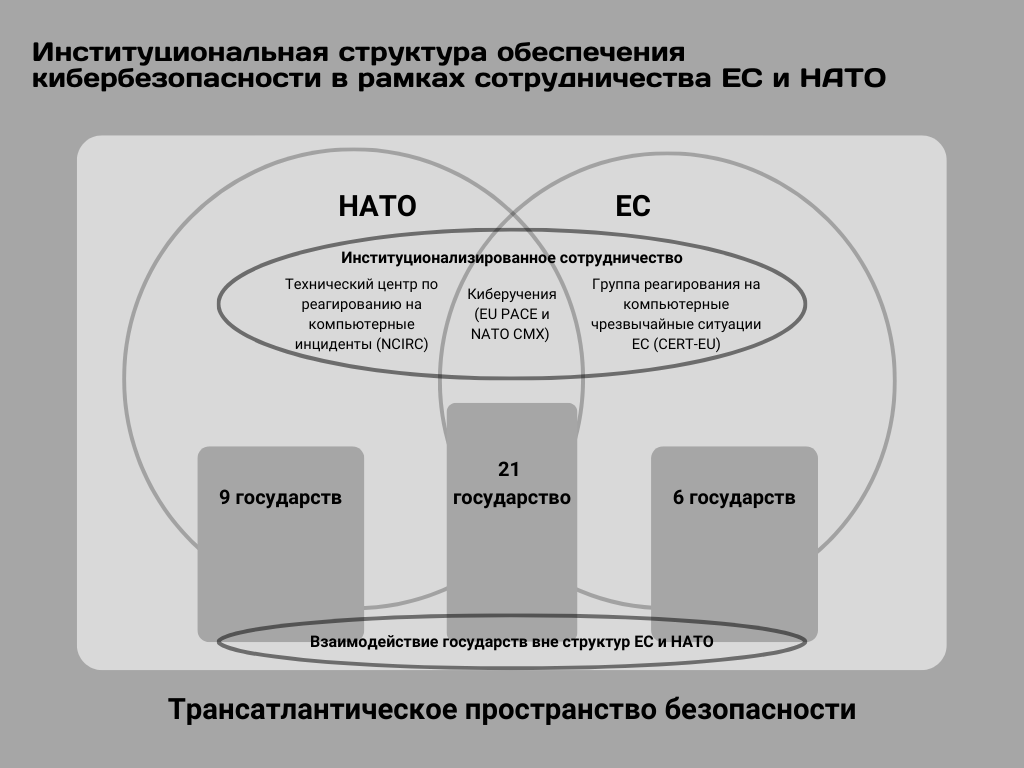 Институциональная структура обеспечения
кибербезопасности в рамках сотрудничества ЕС и НАТО
НАТО
ЕС
Институционализированное сотрудничество
Технический центр по
реагированию на
компьютерные
инциденты (NCIRC)
Киберучения
(EU PACE и
NATO CMX)
Группа реагирования на
компьютерные
чрезвычайные ситуации
ЕС (CERT-EU)
9 государств
21
государство
6 государств
Взаимодействие государств вне структур ЕС и НАТО
Трансатлантическое пространство безопасности